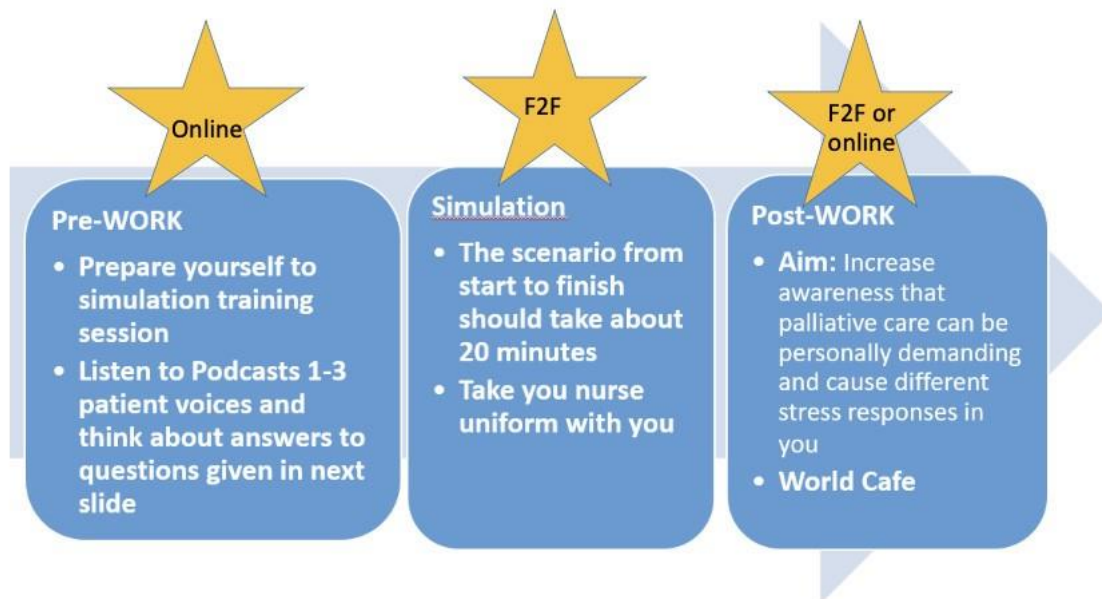 Online
Pre-WORK
• Prepare yourself to
simulation training
session
• Listen to Podcasts 1-3
patient voices and
think about answers to
questions given in next
slide
F2F
Simulation
• The scenario from
start to finish
should take about
20 minutes
• Take you nurse
uniform with you
F2F or
online
Post-WORK
• Aim: Increase
awareness that
palliative care can be
personally demanding
and cause different
stress responses in
you
• World Cafe